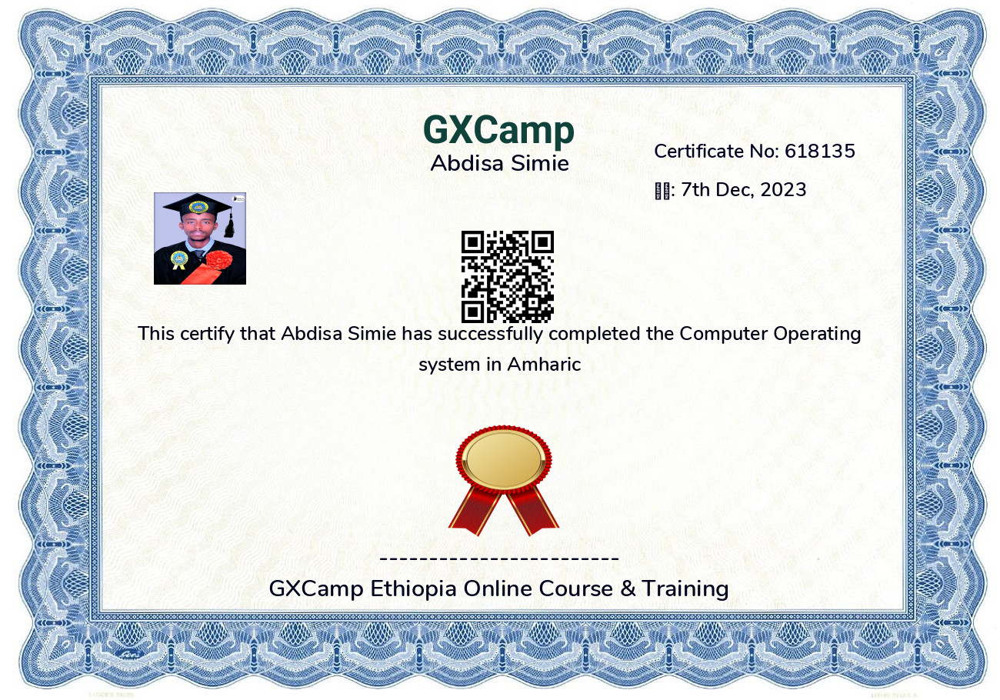 GXCamp
Abdisa Simie
Certificate No: 618135
: 7th Dec, 2023
This certify that Abdisa Simie has successfully completed the Computer Operating
system in Amharic
------------------------
GXCamp Ethiopia Online Course & Training